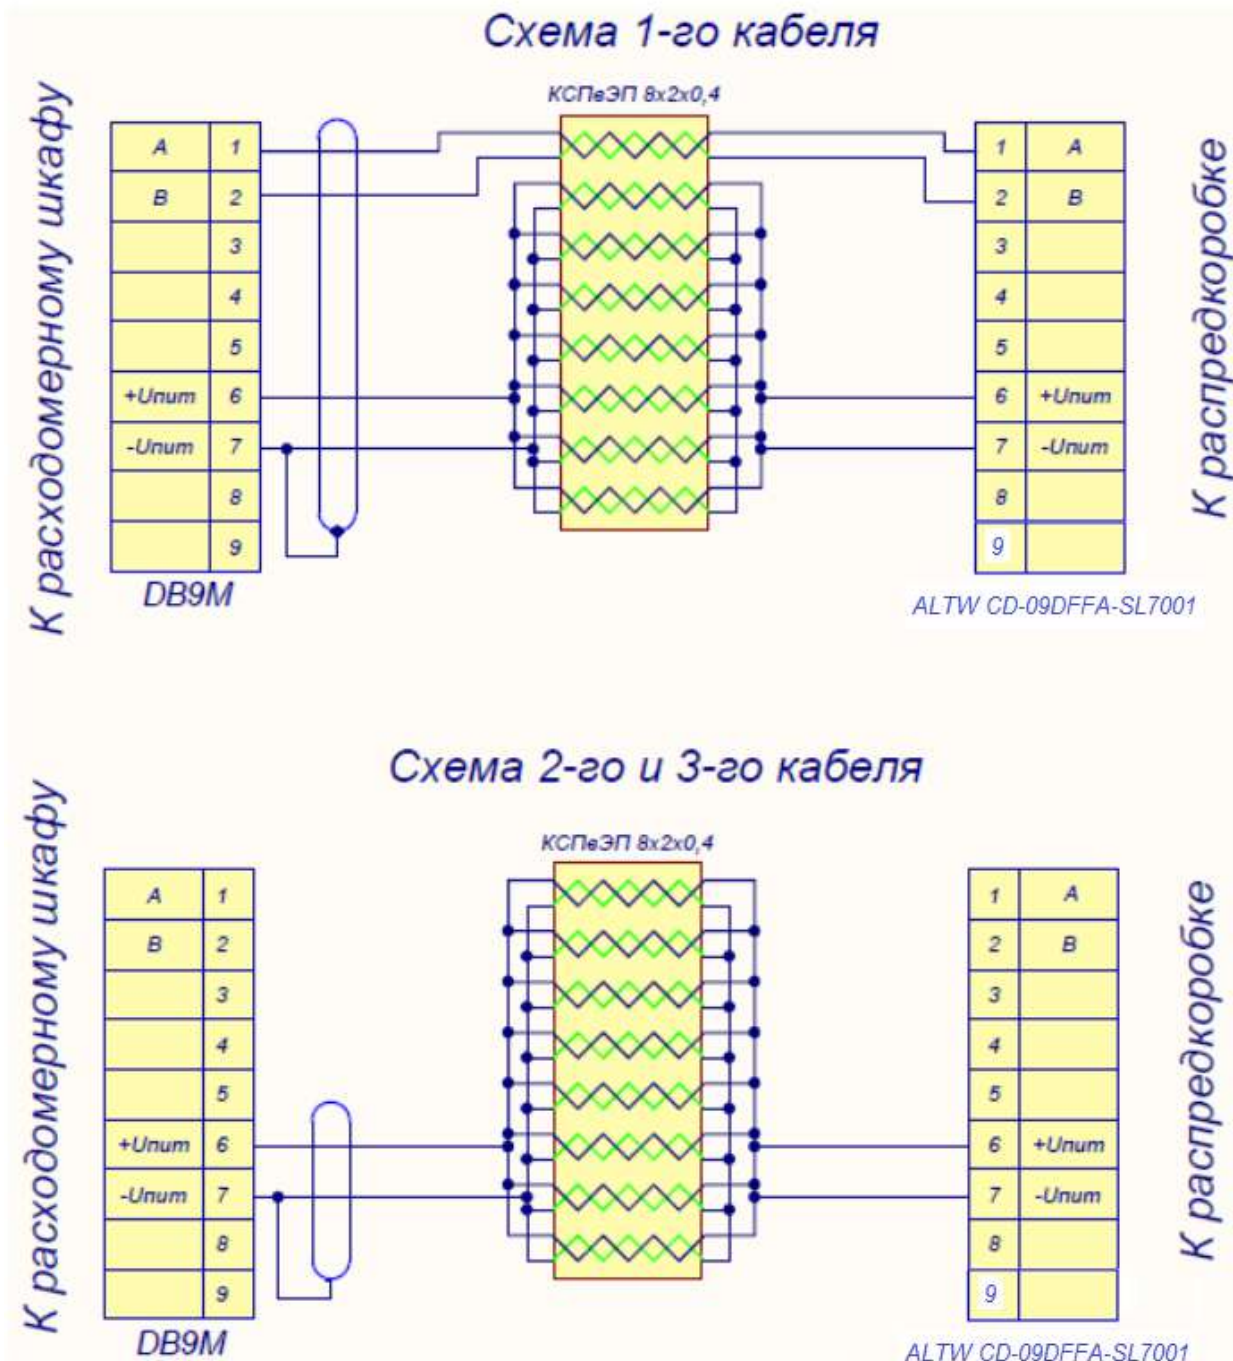 Схема 1-го кабеля
КСПеЭП 8х2х0,4
К расходомерному шкафу
A 1
B 2
3
4
5
+Uпит 6
-Uпит 7
8
9
DB9M
1 A
2 B
3
4
5
6 +Uпит
7 -Uпит
8
9
ALTW CD-09DFFA-SL7001
К распредкоробке
Схема 2-го и 3-го кабеля
КСПеЭП 8х2х0,4
К расходомерному шкафу
A 1
B 2
3
4
5
+Uпит 6
-Uпит 7
8
9
DB9M
1 A
2 B
3
4
5
6 +Uпит
7 -Uпит
8
9
ALTW CD-09DFFA-SL7001
К распредкоробке